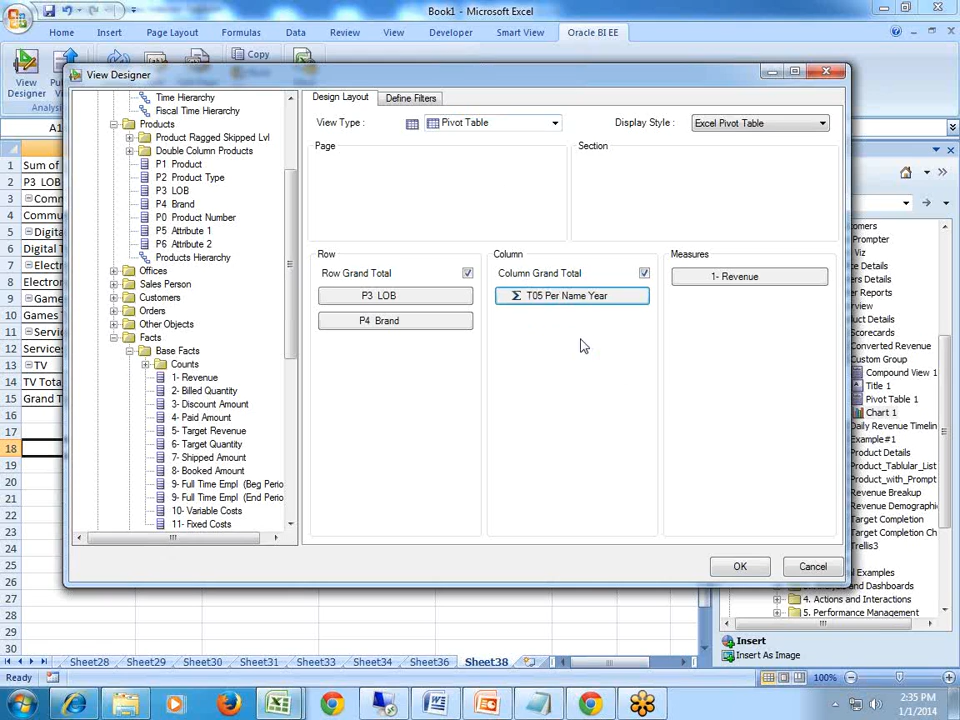 Book1 - Microsoft Excel
Home Insert Page Layout Formulas Data Review View Developer Smart View Oracle BI EE
Copy
View
Designer
View Designer
Design Layout Define Filters
View Type : Pivot Table Display Style : Excel Pivot Table
Page Section
Row Column Measures
Row Grand Total Column Grand Total 1- Revenue
P3 LOB Σ T05 Per Name Year
P4 Brand
OK Cancel
Time Hierarchy
Fiscal Time Hierarchy
Products
Product Ragged Skipped Lvl
Double Column Products
P1 Product
P2 Product Type
P3 LOB
P4 Brand
P0 Product Number
P5 Attribute 1
P6 Attribute 2
Products Hierarchy
Offices
Sales Person
Customers
Orders
Other Objects
Facts
Base Facts
Counts
1- Revenue
2- Billed Quantity
3- Discount Amount
4- Paid Amount
5- Target Revenue
6- Target Quantity
7- Shipped Amount
8- Booked Amount
9- Full Time Empl (Beg Perio
9- Full Time Empl (End Perio
10- Variable Costs
11- Fixed Costs
1 Sum of
2 P3 LOB
3 Comm
4 Commu
5 Digita
6 Digital T
7 Electr
8 Electron
9 Game
10 Games T
11 Servic
12 Services
13 TV
14 TV Tota
15 Grand T
16
17
18
19
20
21
22
23
24
25
26
27
28
29
30
tomers
Prompter
Viz
ce Details
Details
er Reports
view
duct Details
Scorecards
Converted Revenue
Custom Group
Compound View 1
Title 1
Pivot Table 1
Chart 1
Daily Revenue Timelin
Example#1
Product Details
Product_Tablular_List
Product_with_Prompt
Revenue Breakup
Revenue Demographic
Target Completion
Target Completion Ch
Trellis3
al Examples
4. Actions and Interactions
5. Performance Management
Insert
Insert As Image
Sheet28 Sheet29 Sheet30 Sheet31 Sheet33 Sheet34 Sheet36 Sheet38
Ready 100%
2:35 PM
1/1/2014